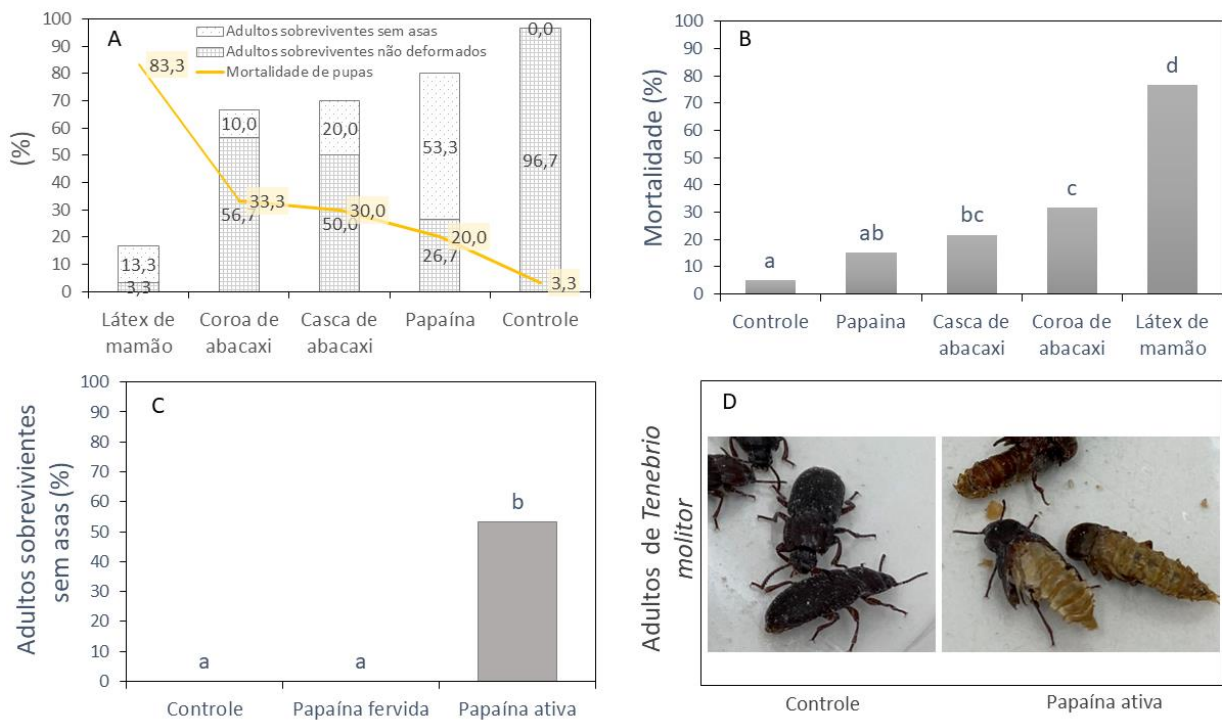 A
Adultos sobreviventes sem asas
Adultos sobreviventes não deformados
Mortalidade de pupas
(%)
100
90
80
70
60
50
40
30
20
10
0
83,3
13,3
3,3
10,0
33,3
56,7
20,0
30,0
50,0
53,3
20,0
26,7
0,0
96,7
3,3
Látex de
mamão
Coroa de
abacaxi
Casca de
abacaxi
Papaína
Controle
B
Mortalidade (%)
100
90
80
70
60
50
40
30
20
10
0
a
ab
bc
c
d
Controle
Papaina
Casca de
abacaxi
Coroa de
abacaxi
Látex de
mamão
C
Adultos sobrevivientes
sem asas (%)
100
90
80
70
60
50
40
30
20
10
0
a
a
b
Controle
Papaína fervida
Papaína ativa
D
Adultos de Tenebrio
molitor
Controle
Papaína ativa